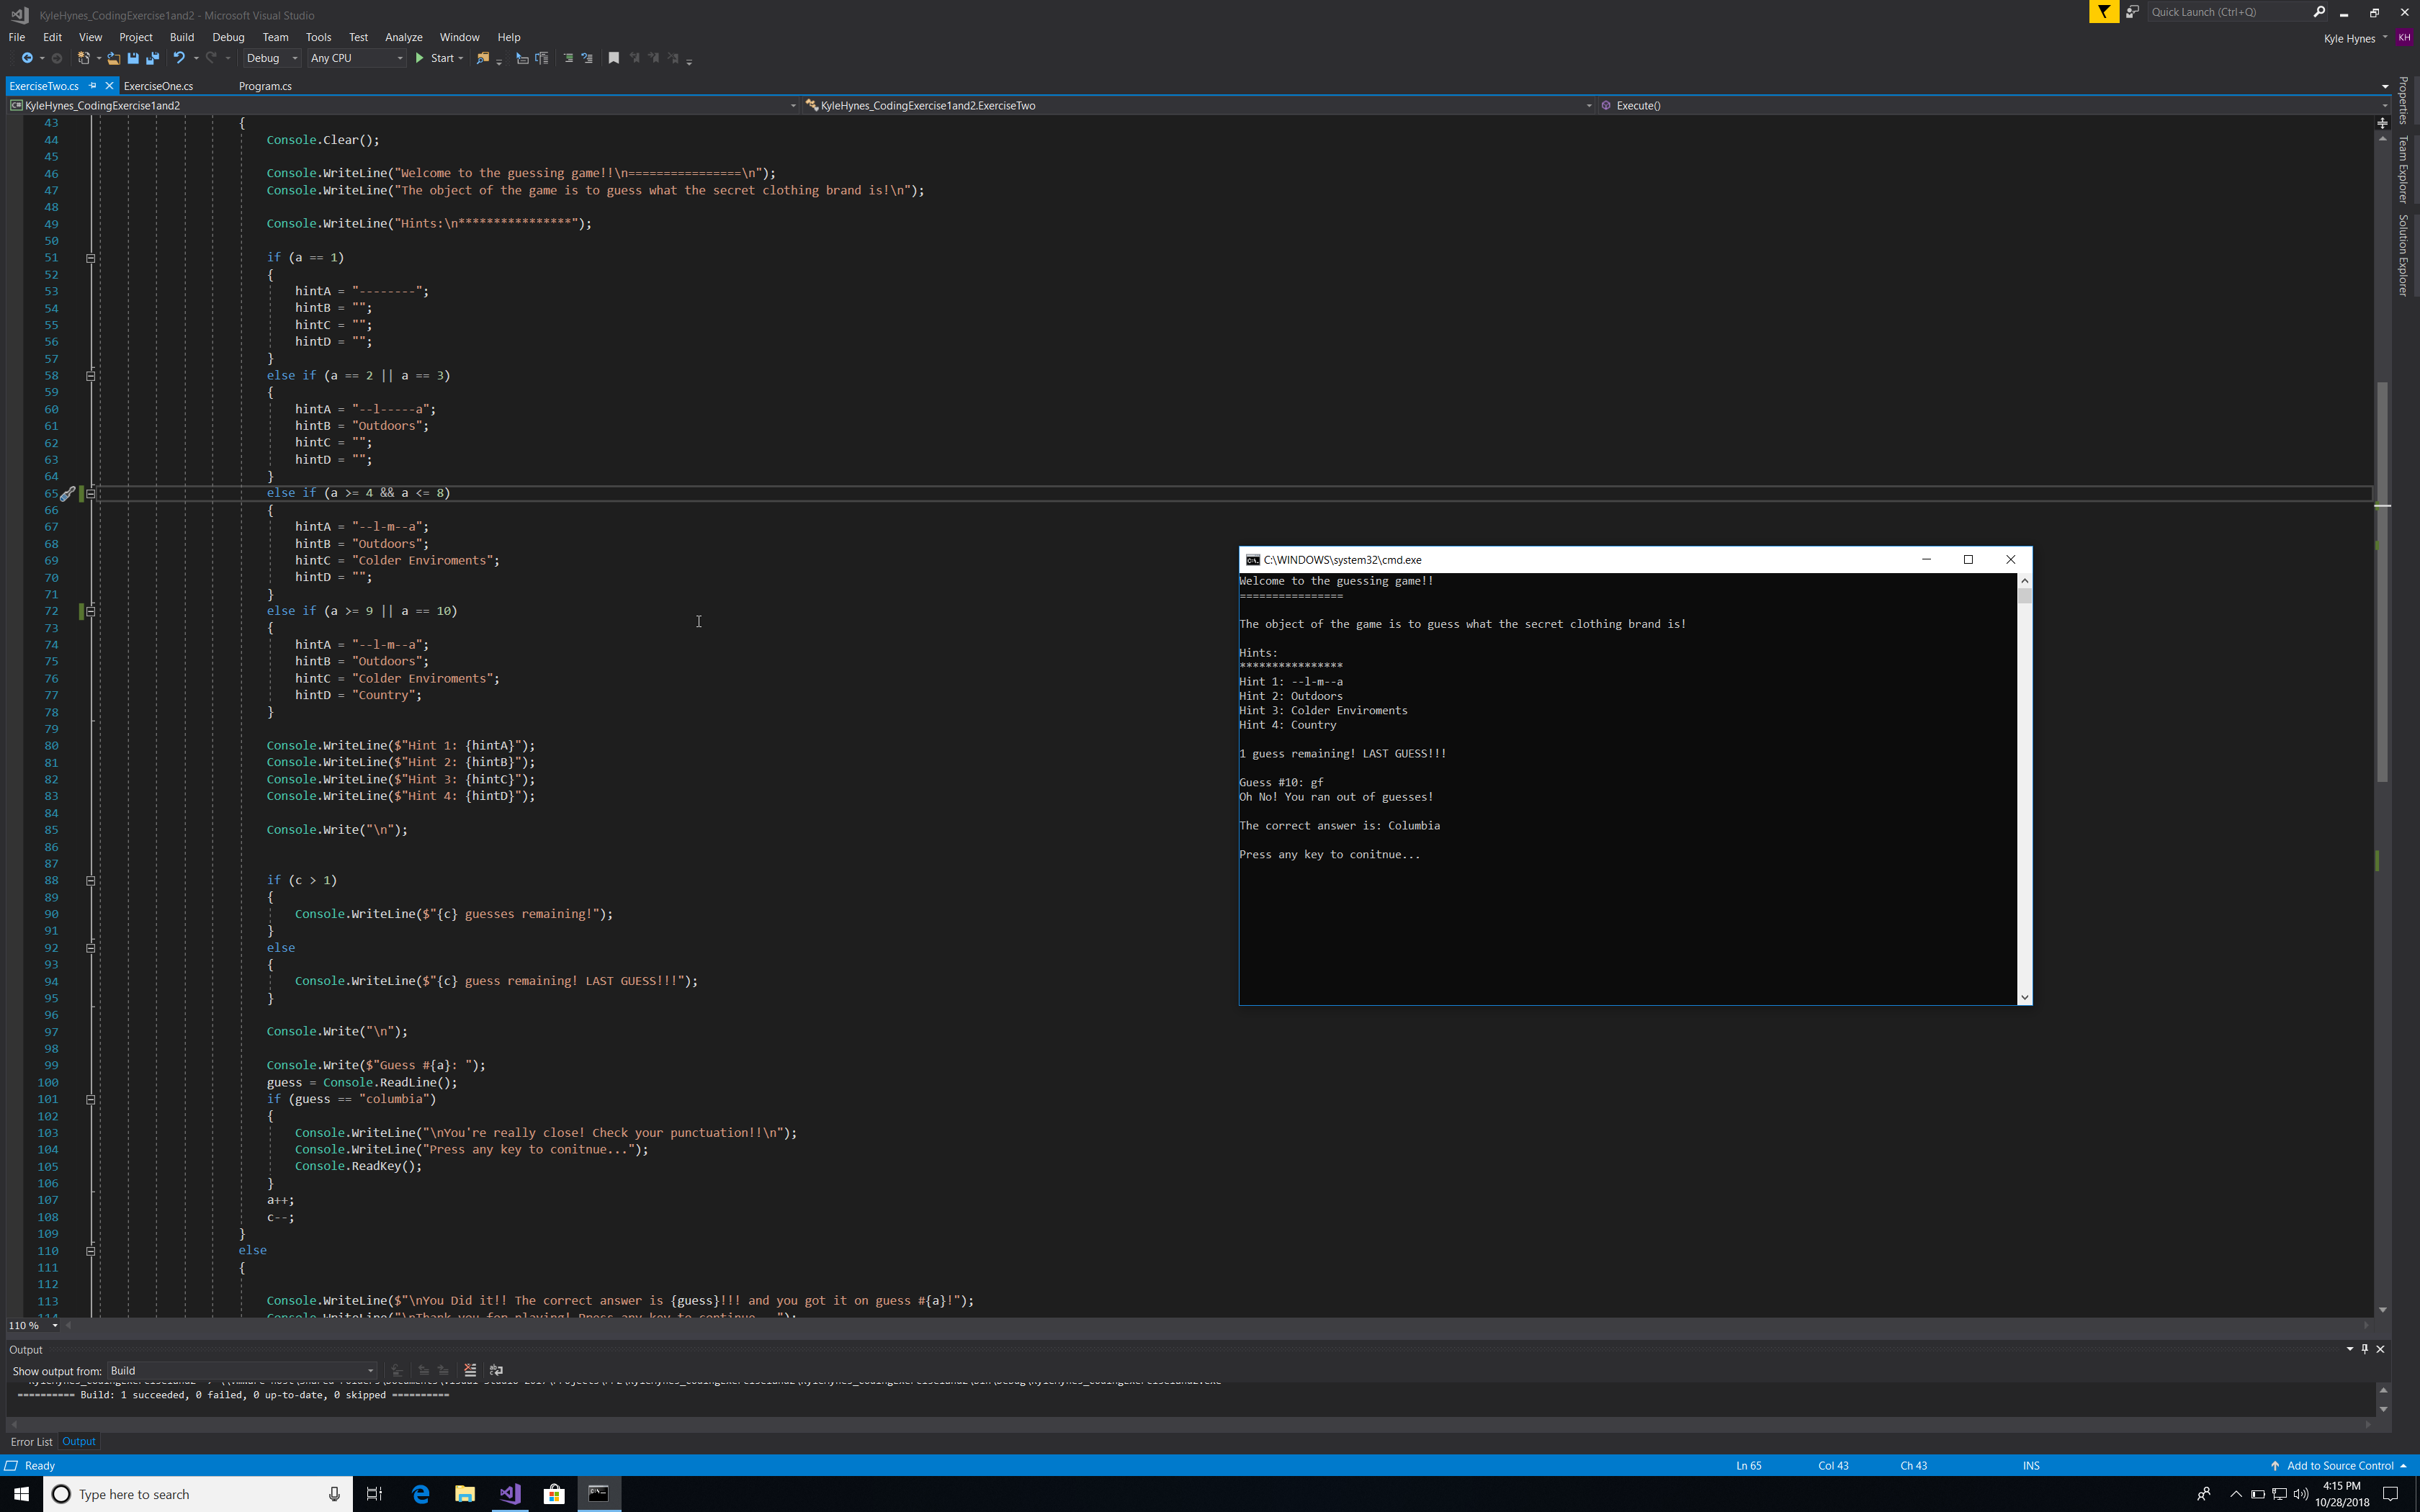 KyleHynes_CodingExercise1and2 - Microsoft Visual Studio
Quick Launch (Ctrl+Q)
File Edit View Project Build Debug Team Tools Test Analyze Window Help
Kyle Hynes KH
Debug Any CPU Start
ExerciseTwo.cs ExerciseOne.cs Program.cs
KyleHynes_CodingExercise1and2 KyleHynes_CodingExercise1and2.ExerciseTwo Execute()
Properties
Team Explorer
Solution Explorer
43 {
44 Console.Clear();
45
46 Console.WriteLine("Welcome to the guessing game!!\n================\n");
47 Console.WriteLine("The object of the game is to guess what the secret clothing brand is!\n");
48
49 Console.WriteLine("Hints:\n****************");
50
51 if (a == 1)
52 {
53 hintA = "--------";
54 hintB = "";
55 hintC = "";
56 hintD = "";
57 }
58 else if (a == 2 || a == 3)
59 {
60 hintA = "--l-----a";
61 hintB = "Outdoors";
62 hintC = "";
63 hintD = "";
64 }
65 else if (a >= 4 && a <= 8)
66 {
67 hintA = "--l-m--a";
68 hintB = "Outdoors";
69 hintC = "Colder Enviroments";
70 hintD = "";
71 }
72 else if (a >= 9 || a == 10)
73 {
74 hintA = "--l-m--a";
75 hintB = "Outdoors";
76 hintC = "Colder Enviroments";
77 hintD = "Country";
78 }
79
80 Console.WriteLine($"Hint 1: {hintA}");
81 Console.WriteLine($"Hint 2: {hintB}");
82 Console.WriteLine($"Hint 3: {hintC}");
83 Console.WriteLine($"Hint 4: {hintD}");
84
85 Console.Write("\n");
86
87
88 if (c > 1)
89 {
90 Console.WriteLine($"{c} guesses remaining!");
91 }
92 else
93 {
94 Console.WriteLine($"{c} guess remaining! LAST GUESS!!!");
95 }
96
97 Console.Write("\n");
98
99 Console.Write($"Guess #{a}: ");
100 guess = Console.ReadLine();
101 if (guess == "columbia")
102 {
103 Console.WriteLine("\nYou're really close! Check your punctuation!!\n");
104 Console.WriteLine("Press any key to conitnue...");
105 Console.ReadKey();
106 }
107 a++;
108 c--;
109 }
110 else
111 {
112
113 Console.WriteLine($"\nYou Did it!! The correct answer is {guess}!!! and you got it on guess #{a}!");
114 Console.WriteLine("\nThank you for playing! Press any key to continue...");
C:\WINDOWS\system32\cmd.exe
Welcome to the guessing game!!
================
The object of the game is to guess what the secret clothing brand is!
Hints:
****************
Hint 1: --l-m--a
Hint 2: Outdoors
Hint 3: Colder Enviroments
Hint 4: Country
1 guess remaining! LAST GUESS!!!
Guess #10: gf
Oh No! You ran out of guesses!
The correct answer is: Columbia
Press any key to conitnue...
110 %
Output
Show output from: Build
========== Build: 1 succeeded, 0 failed, 0 up-to-date, 0 skipped ==========
Error List Output
Ready Ln 65 Col 43 Ch 43 INS Add to Source Control
Type here to search
4:15 PM
10/28/2018